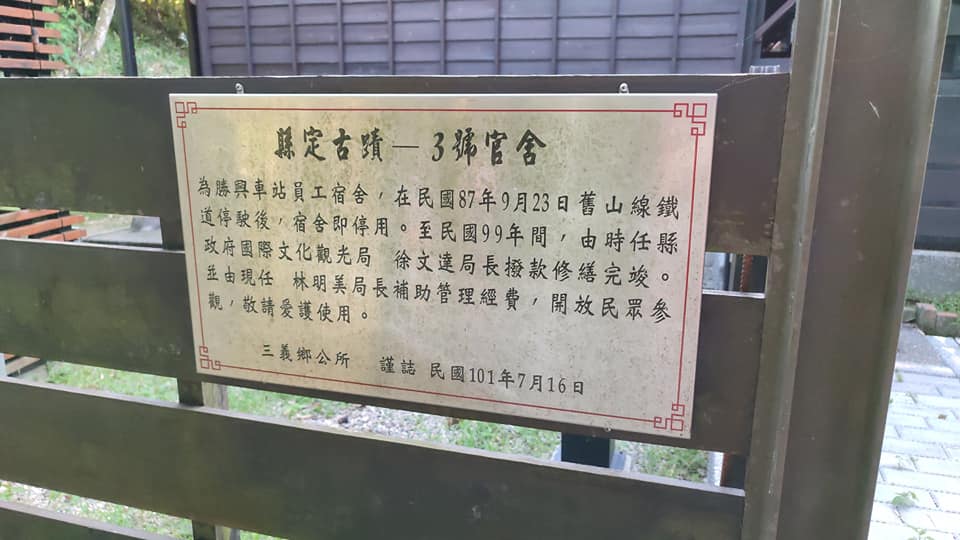 縣定古蹟—3號官舍
為勝興車站員工宿舍，在民國87年9月23日舊山線鐵
道停駛後，宿舍即停用。至民國99年間，由時任縣
政府國際文化觀光局 徐文達局長撥款修繕完竣。
並由現任 林明美局長補助管理經費，開放民眾參
觀，敬請愛護使用。
三義鄉公所 謹誌 民國101年7月16日